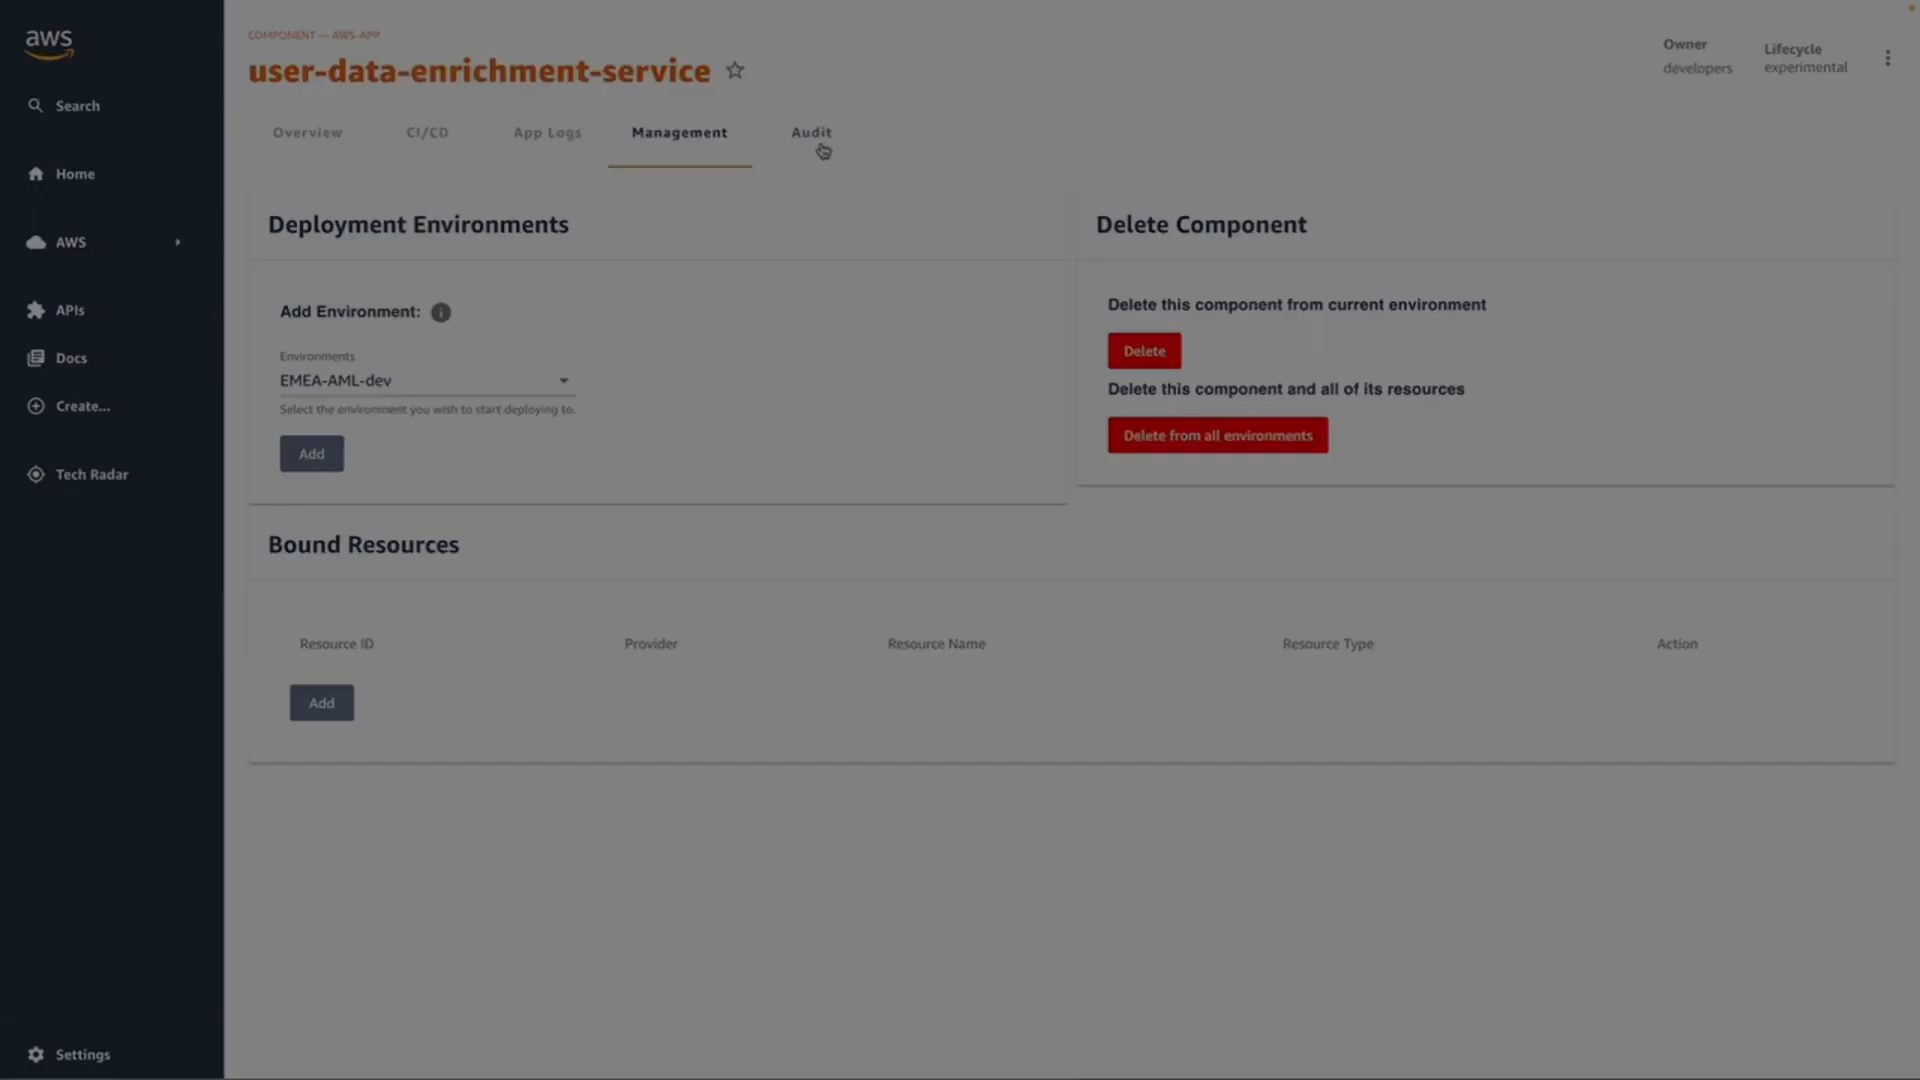 aws
Search
Home
AWS
APIs
Docs
Create...
Tech Radar
Settings
COMPONENT — AWS-APP
user-data-enrichment-service
Owner
developers
Lifecycle
experimental
Overview
CI/CD
App Logs
Management
Audit
Deployment Environments
Add Environment:
Environments
EMEA-AML-dev
Select the environment you wish to start deploying to.
Add
Delete Component
Delete this component from current environment
Delete
Delete this component and all of its resources
Delete from all environments
Bound Resources
Resource ID Provider Resource Name Resource Type Action
Add